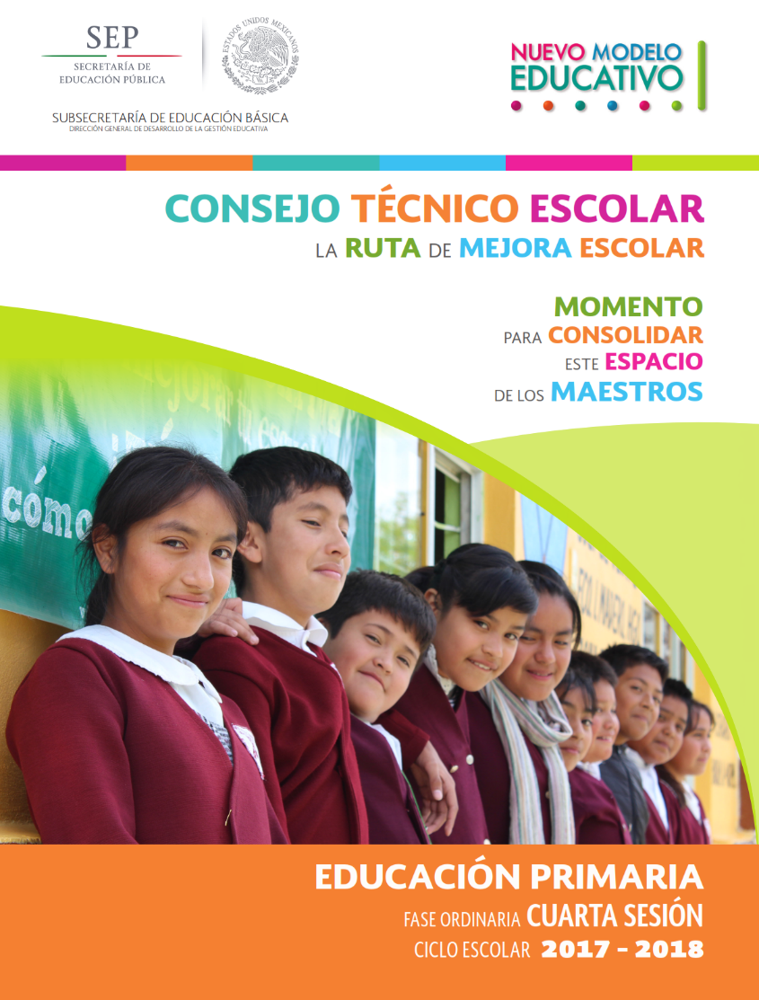 SEP
SECRETARÍA DE
EDUCACIÓN PÚBLICA
ESTADOS UNIDOS MEXICANOS
SUBSECRETARÍA DE EDUCACIÓN BÁSICA
DIRECCIÓN GENERAL DE DESARROLLO DE LA GESTIÓN EDUCATIVA
NUEVO MODELO
EDUCATIVO
CONSEJO TÉCNICO ESCOLAR
LA RUTA DE MEJORA ESCOLAR
MOMENTO
PARA CONSOLIDAR
ESTE ESPACIO
DE LOS MAESTROS
mejora tu
cómo
EDUCACIÓN PRIMARIA
FASE ORDINARIA CUARTA SESIÓN
CICLO ESCOLAR 2017 - 2018